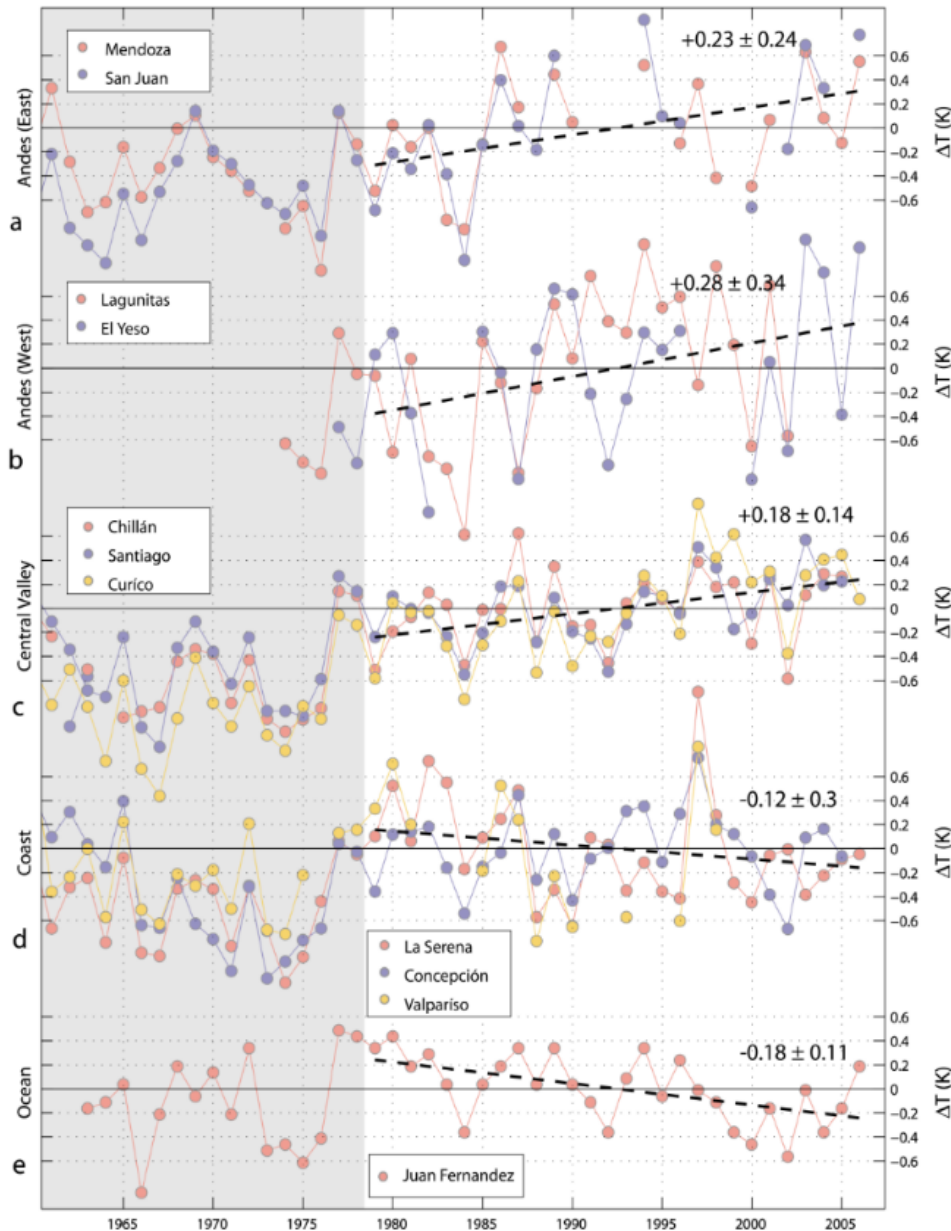 Mendoza
San Juan
+0.23 ± 0.24
0.6
0.4
0.2
0
−0.2
−0.4
−0.6
Andes (East)
ΔT (K)
a
Lagunitas
El Yeso
+0.28 ± 0.34
0.6
0.4
0.2
0
−0.2
−0.4
−0.6
Andes (West)
ΔT (K)
b
Chillán
Santiago
Curíco
+0.18 ± 0.14
0.6
0.4
0.2
0
−0.2
−0.4
−0.6
Central Valley
ΔT (K)
c
-0.12 ± 0.3
0.6
0.4
0.2
0
−0.2
−0.4
−0.6
Coast
ΔT (K)
d
La Serena
Concepción
Valparíso
-0.18 ± 0.11
0.6
0.4
0.2
0
−0.2
−0.4
−0.6
Ocean
ΔT (K)
e
Juan Fernandez
1965 1970 1975 1980 1985 1990 1995 2000 2005